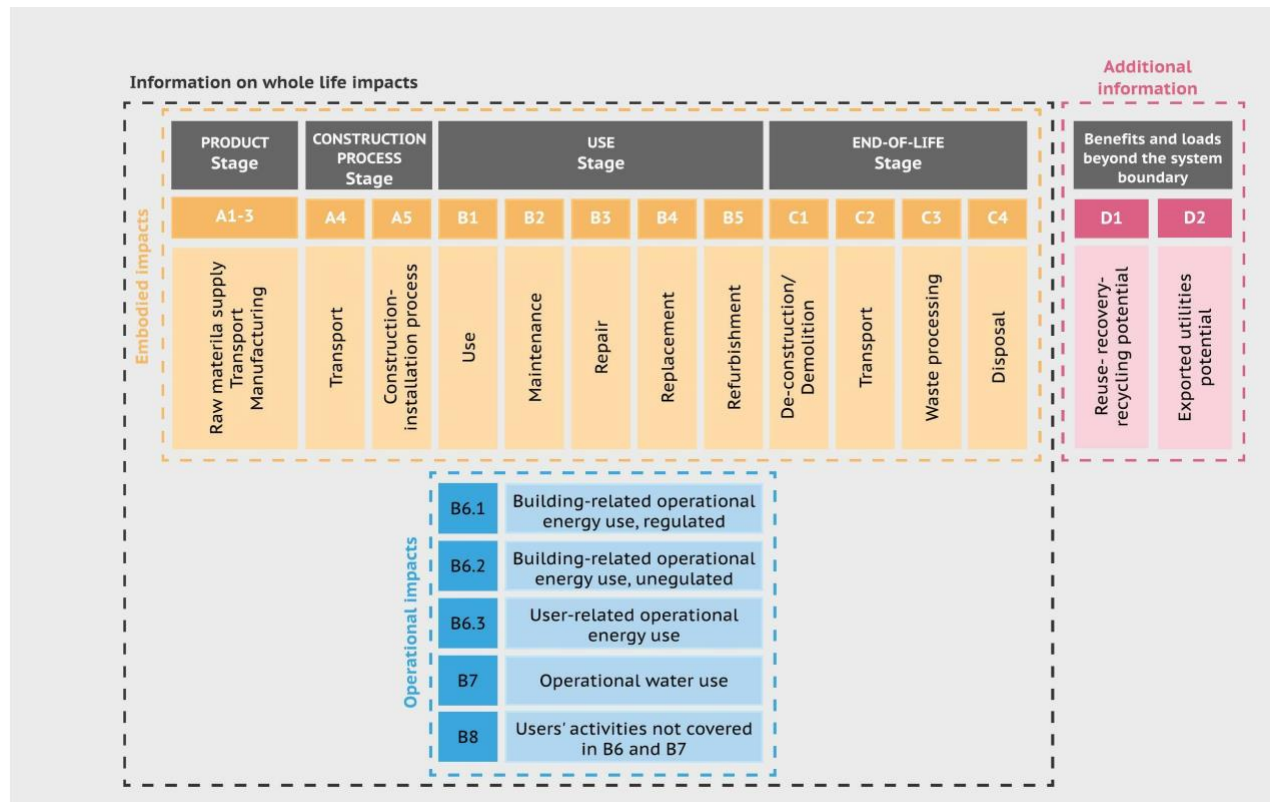 Additional
information
Information on whole life impacts
PRODUCT
Stage
CONSTRUCTION
PROCESS
Stage
USE
Stage
END-OF-LIFE
Stage
Benefits and loads
beyond the system
boundary
Embodied impacts
A1-3
A4
A5
B1
B2
B3
B4
B5
C1
C2
C3
C4
D1
D2
Raw materila supply
Transport
Manufacturing
Transport
Construction-
installation process
Use
Maintenance
Repair
Replacement
Refurbishment
De-construction/
Demolition
Transport
Waste processing
Disposal
Reuse- recovery-
recycling potential
Exported utilities
potential
Operational impacts
B6.1
Building-related operational
energy use, regulated
B6.2
Building-related operational
energy use, unegulated
B6.3
User-related operational
energy use
B7
Operational water use
B8
Users' activities not covered
in B6 and B7